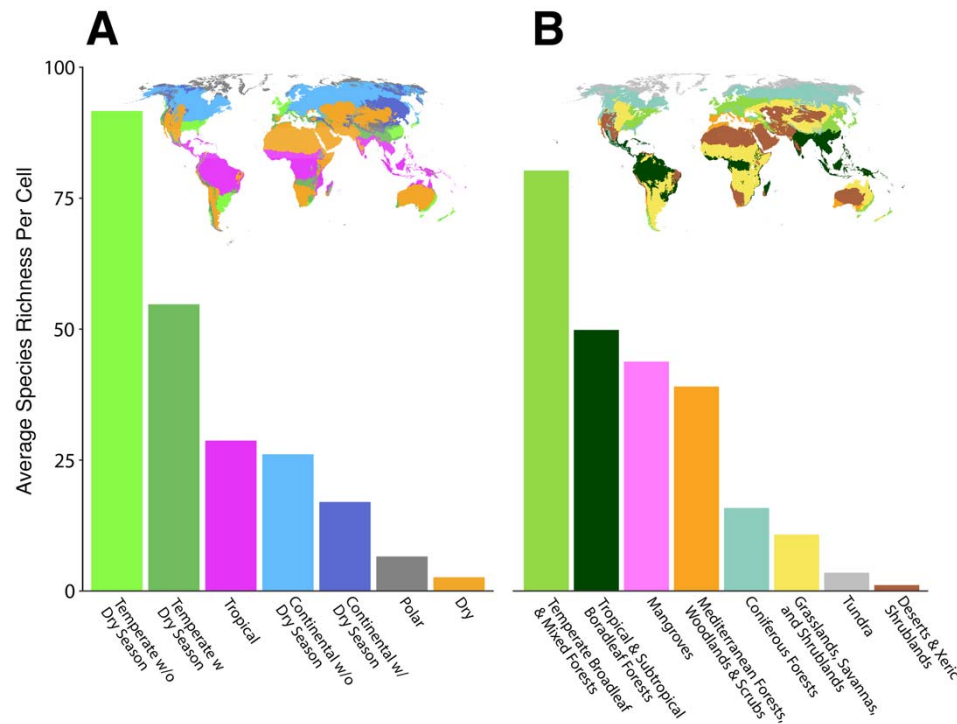 A
B
Average Species Richness Per Cell
100
75
50
25
0
Temperate w/o
Dry Season
Temperate w
Dry Season
Tropical
Continental w/o
Dry Season
Continental w/
Dry Season
Polar
Dry
Temperate Broadleaf
& Mixed Forests
Tropical & Subtropical
Boradleaf Forests
Mangroves
Mediterranean Forests,
Woodlands & Scrubs
Coniferous Forests
Grasslands, Savannas,
and Shrublands
Tundra
Deserts & Xeric
Shrublands